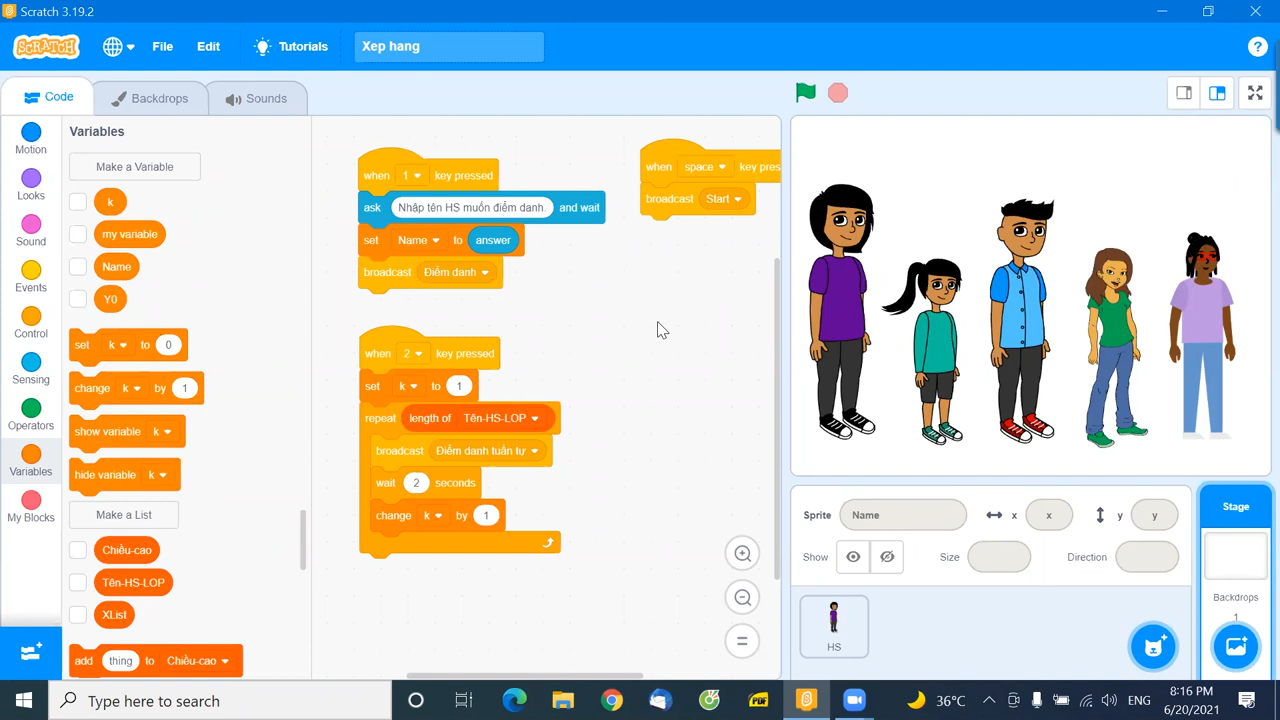 Scratch 3.19.2
SCRATCH
File
Edit
Tutorials
Xep hang
Code
Backdrops
Sounds
Motion
Looks
Sound
Events
Control
Sensing
Operators
Variables
My Blocks
Variables
Make a Variable
k
my variable
Name
Y0
set k to 0
change k by 1
show variable k
hide variable k
Make a List
Chiều-cao
Tên-HS-LOP
XList
add thing to Chiều-cao
when 1 key pressed
ask Nhập tên HS muốn điểm danh and wait
set Name to answer
broadcast Điểm danh
when 2 key pressed
set k to 1
repeat length of Tên-HS-LOP
broadcast Điểm danh tuần tự
wait 2 seconds
change k by 1
when space key pres
broadcast Start
Sprite Name x x y y
Show Size Direction
HS
Stage
Backdrops
1
Type here to search
PDF
36°C
ENG
8:16 PM
6/20/2021